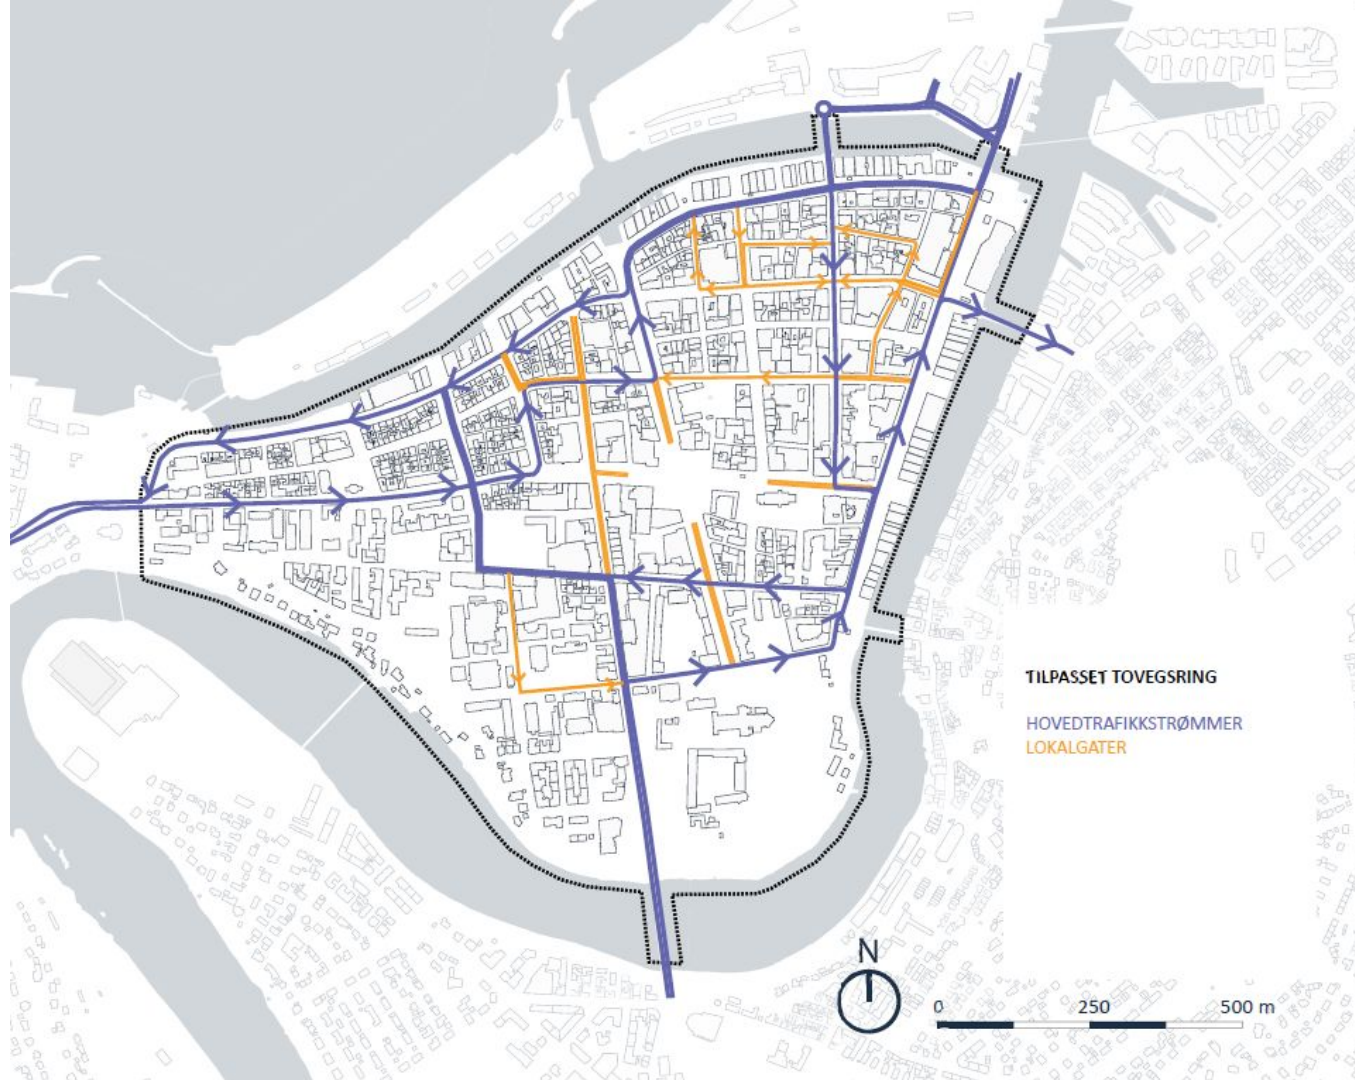 TILPASSET TOVEGSRING
HOVEDTRAFIKKSTRØMMER
LOKALGATER
N
0 250 500 m